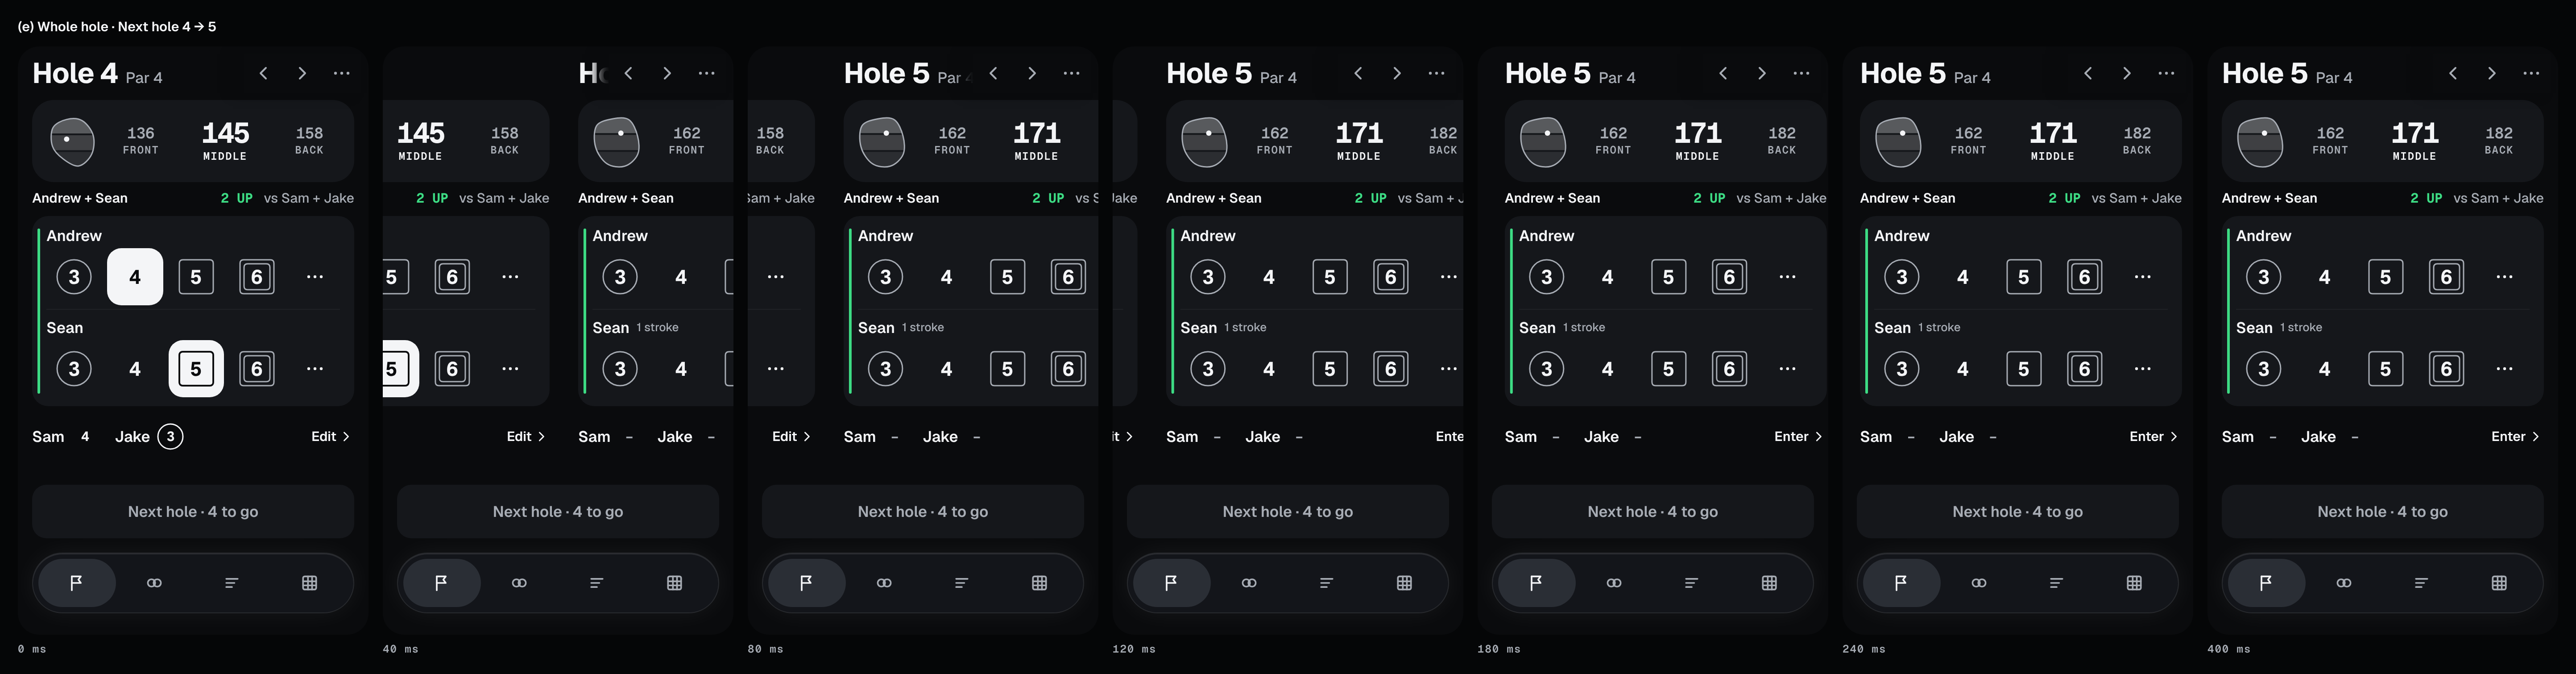 (e) Whole hole · Next hole 4 → 5
Hole 4 Par 4
136 145 158
FRONT MIDDLE BACK
Andrew + Sean 2 UP vs Sam + Jake
Andrew
3 4 5 6 ···
Sean
3 4 5 6 ···
Sam 4 Jake 3 Edit >
Next hole · 4 to go
0 ms
145 158 162
MIDDLE BACK FRONT
2 UP vs Sam + Jake Andrew + Sean
Andrew
5 6 ··· 3 4
Sean 1 stroke
5 6 ··· 3 4
Edit > Sam – Jake –
Next hole · 4 to go
40 ms
Hole 5 Par 4
158 162 171
BACK FRONT MIDDLE
Sam + Jake Andrew + Sean 2 UP vs S
Andrew
··· 3 4 5 6
Sean 1 stroke
··· 3 4 5 6
Edit > Sam – Jake –
Next hole · 4 to go
80 ms
Hole 5 Par 4
162 171 182
FRONT MIDDLE BACK
Jake Andrew + Sean 2 UP vs Sam + J
Andrew
3 4 5 6 ···
Sean 1 stroke
3 4 5 6 ···
it > Sam – Jake – Ente
Next hole · 4 to go
120 ms
Hole 5 Par 4
162 171 182
FRONT MIDDLE BACK
Andrew + Sean 2 UP vs Sam + Jake
Andrew
3 4 5 6 ···
Sean 1 stroke
3 4 5 6 ···
Sam – Jake – Enter >
Next hole · 4 to go
180 ms
Hole 5 Par 4
162 171 182
FRONT MIDDLE BACK
Andrew + Sean 2 UP vs Sam + Jake
Andrew
3 4 5 6 ···
Sean 1 stroke
3 4 5 6 ···
Sam – Jake – Enter >
Next hole · 4 to go
240 ms
Hole 5 Par 4
162 171 182
FRONT MIDDLE BACK
Andrew + Sean 2 UP vs Sam + Jake
Andrew
3 4 5 6 ···
Sean 1 stroke
3 4 5 6 ···
Sam – Jake – Enter >
Next hole · 4 to go
400 ms